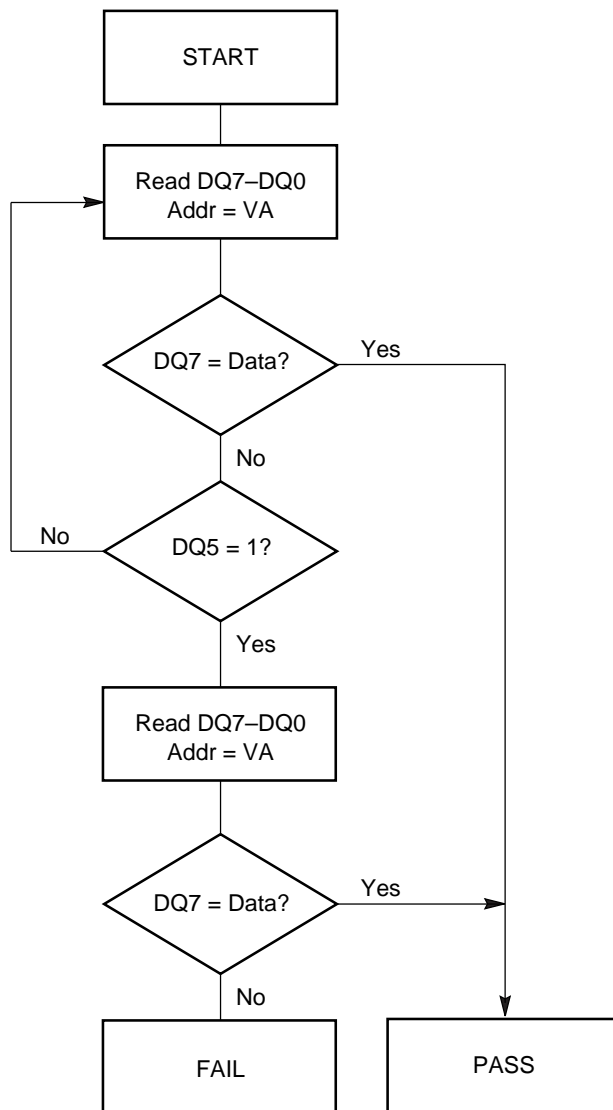 START
Read DQ7–DQ0
Addr = VA
DQ7 = Data?
Yes
No
No
DQ5 = 1?
Yes
Read DQ7–DQ0
Addr = VA
DQ7 = Data?
Yes
No
FAIL
PASS